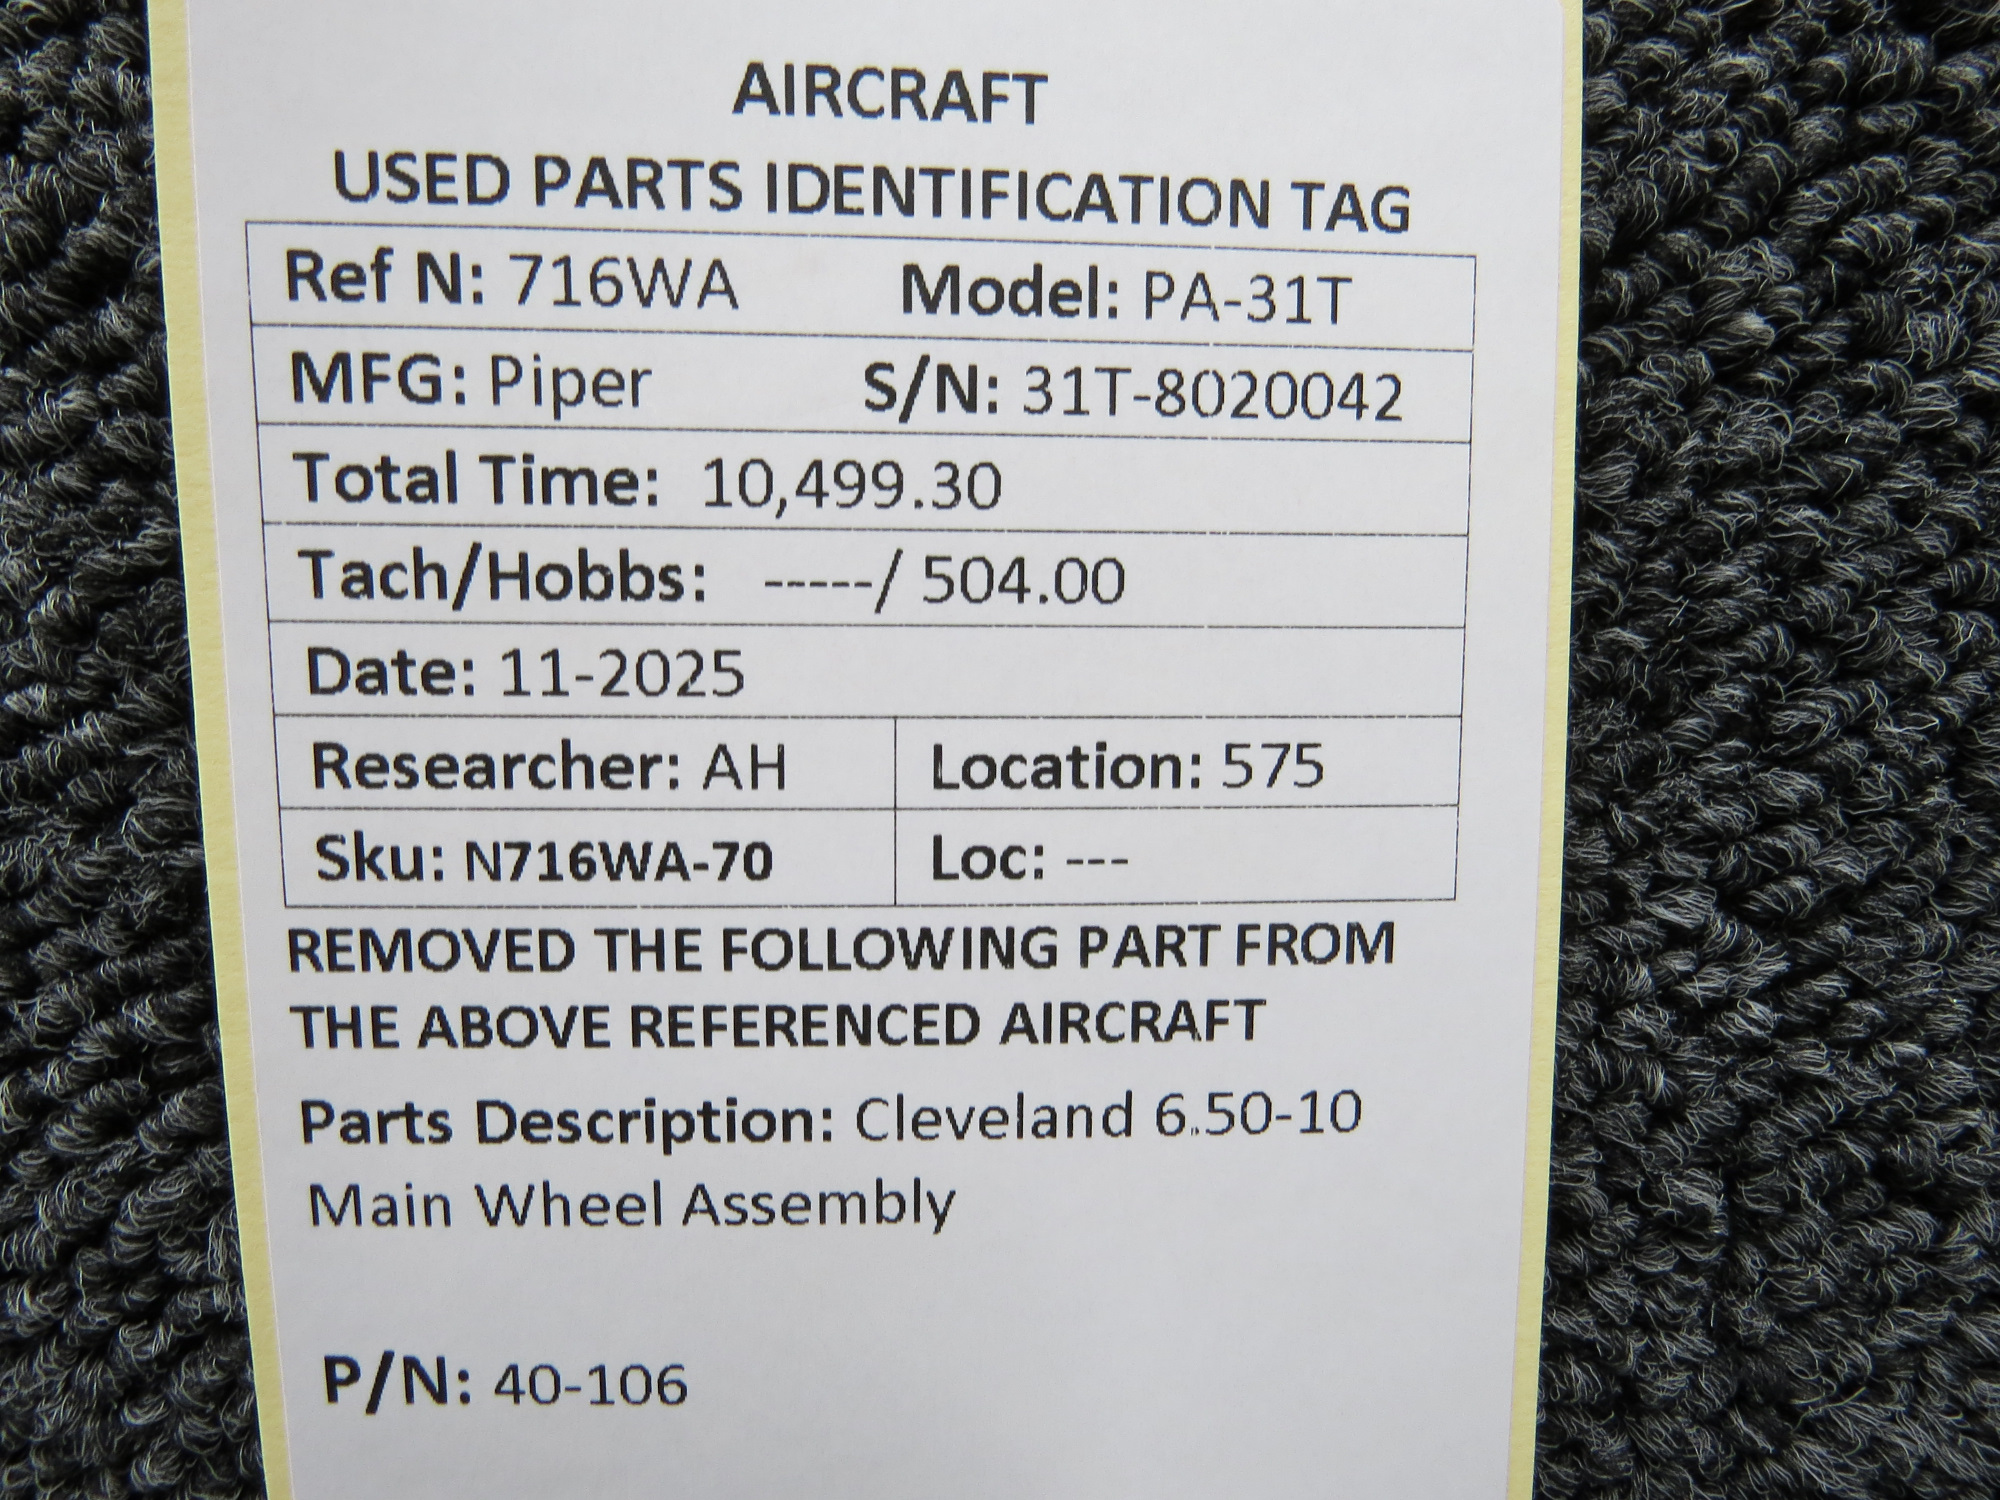 AIRCRAFT
USED PARTS IDENTIFICATION TAG
Ref N: 716WA Model: PA-31T
MFG: Piper S/N: 31T-8020042
Total Time: 10,499.30
Tach/Hobbs: -----/ 504.00
Date: 11-2025
Researcher: AH Location: 575
Sku: N716WA-70 Loc: ---
REMOVED THE FOLLOWING PART FROM
THE ABOVE REFERENCED AIRCRAFT
Parts Description: Cleveland 6.50-10
Main Wheel Assembly
P/N: 40-106